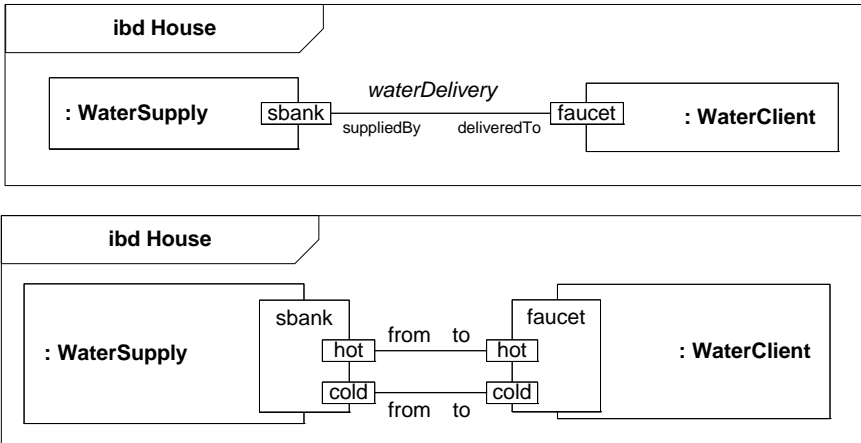 ibd House
waterDelivery
: WaterSupply
sbank
suppliedBy
deliveredTo
faucet
: WaterClient
ibd House
sbank
faucet
from to
: WaterSupply
hot
hot
: WaterClient
cold
cold
from to